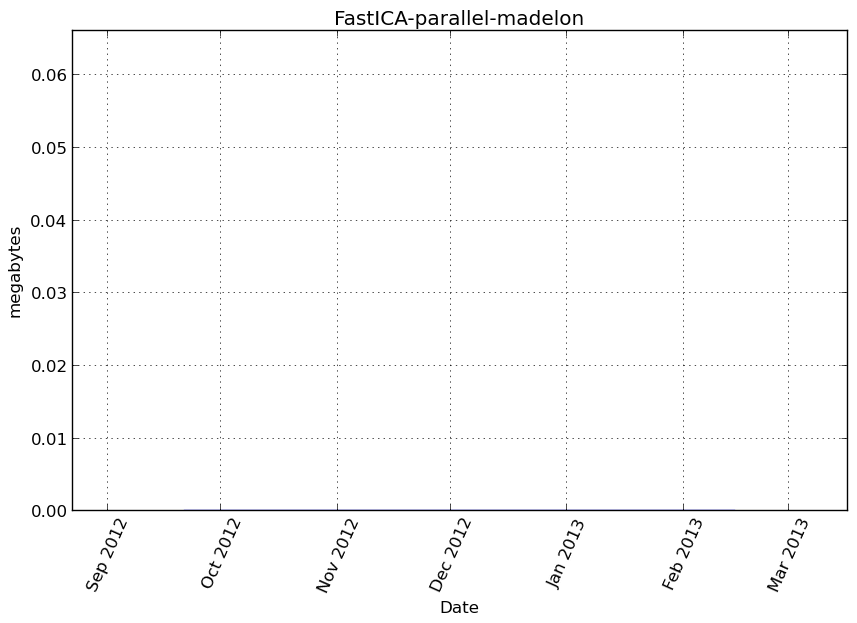 FastICA-parallel-madelon
0.06
0.05
0.04
0.03
0.02
0.01
0.00
megabytes
Sep 2012
Oct 2012
Nov 2012
Dec 2012
Jan 2013
Feb 2013
Mar 2013
Date